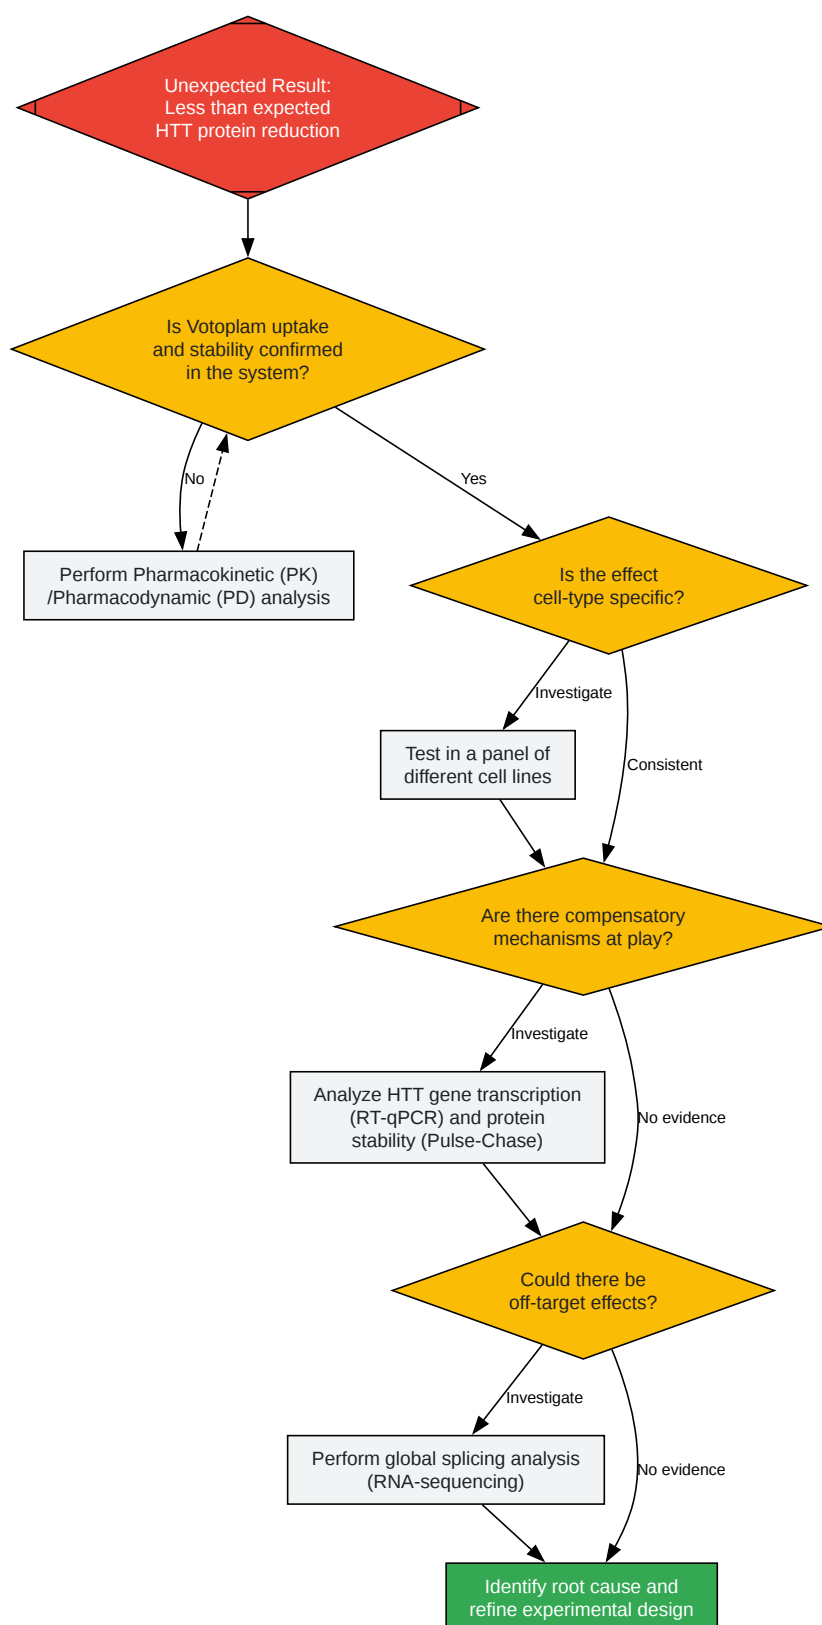 Unexpected Result:
Less than expected
HTT protein reduction
Is Votoplam uptake
and stability confirmed
in the system?
No
Yes
Perform Pharmacokinetic (PK)
/Pharmacodynamic (PD) analysis
Is the effect
cell-type specific?
Investigate
Test in a panel of
different cell lines
Consistent
Are there compensatory
mechanisms at play?
Investigate
Analyze HTT gene transcription
(RT-qPCR) and protein
stability (Pulse-Chase)
No evidence
Could there be
off-target effects?
Investigate
Perform global splicing analysis
(RNA-sequencing)
No evidence
Identify root cause and
refine experimental design